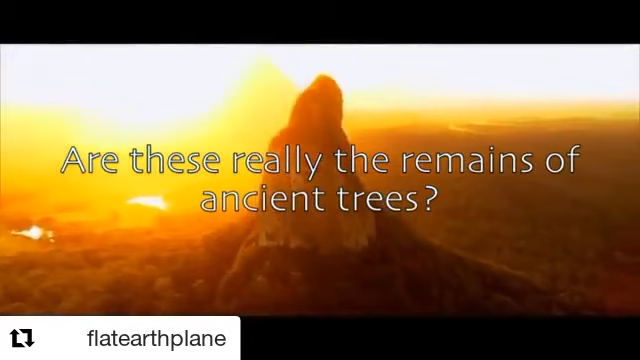 Are these really the remains of
ancient trees?
flatearthplane